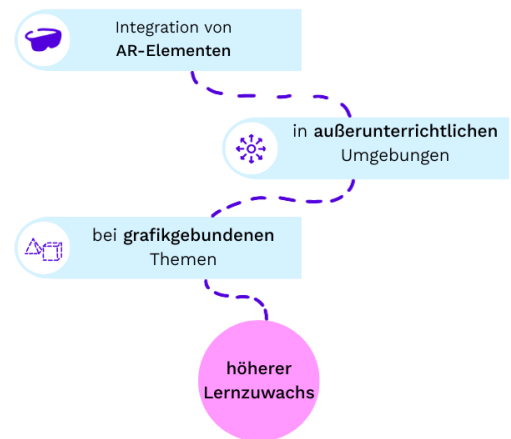 Integration von
AR-Elementen
in außerunterrichtlichen
Umgebungen
bei grafikgebundenen
Themen
höherer
Lernzuwachs